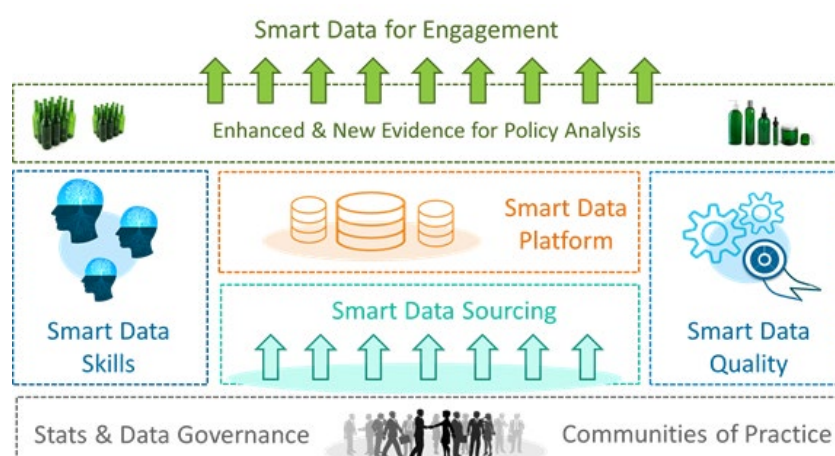 Smart Data for Engagement
Enhanced & New Evidence for Policy Analysis
Smart Data
Skills
Smart Data
Platform
Smart Data Sourcing
Smart Data
Quality
Stats & Data Governance
Communities of Practice